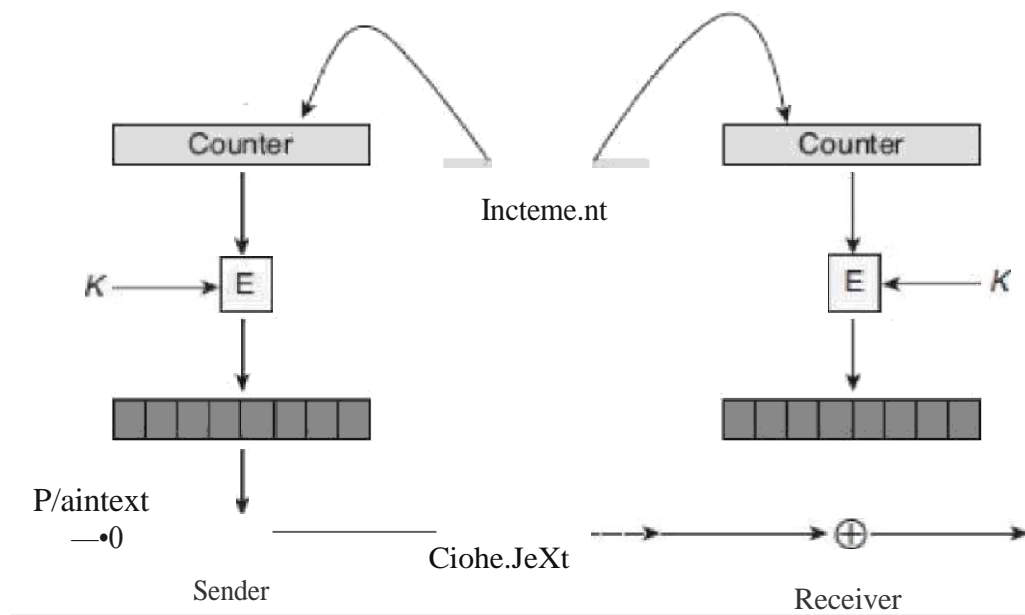 Counter
Counter
Incteme.nt
K
E
E
K
P/aintext
—•0
Ciohe.JeXt
Sender
Receiver